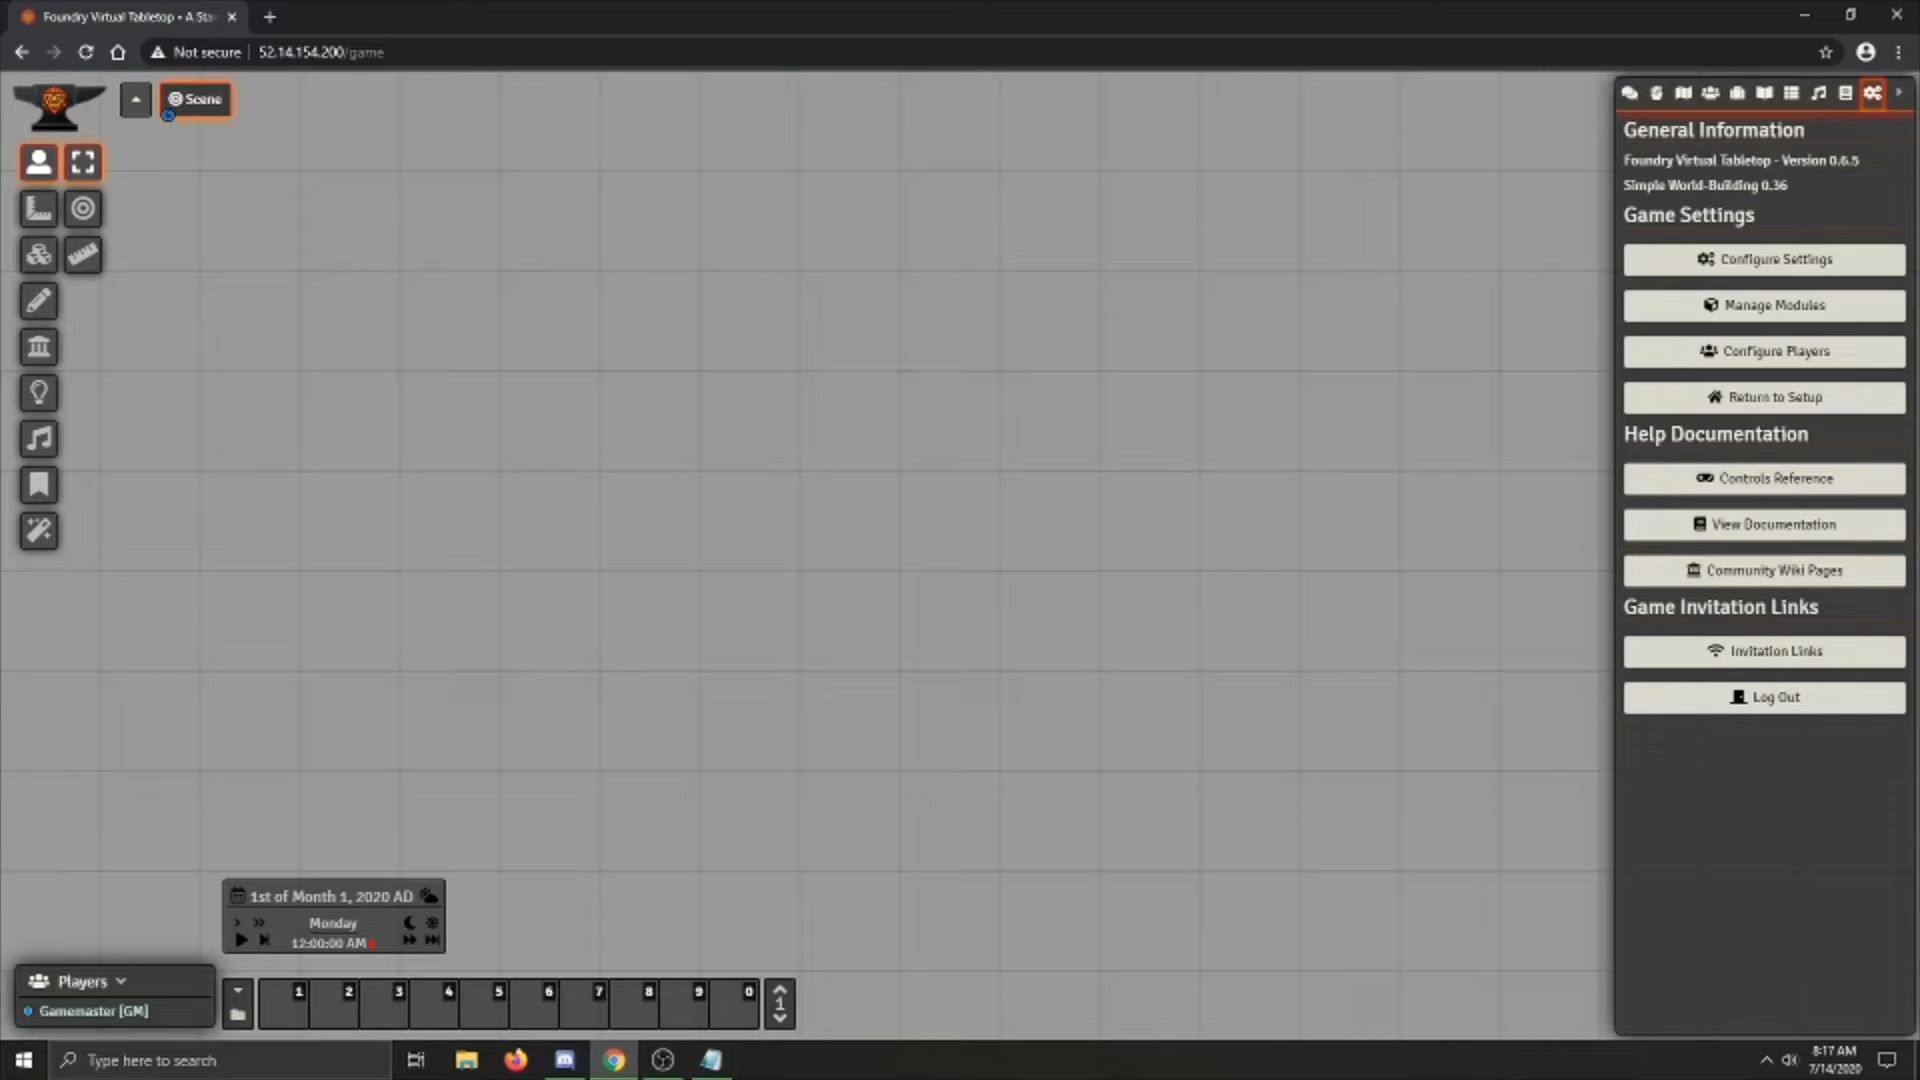 Foundry Virtual Tabletop • A Sta
Not secure
52.14.154.200/game
Scene
General Information
Foundry Virtual Tabletop - Version 0.6.5
Simple World-Building 0.36
Game Settings
Configure Settings
Manage Modules
Configure Players
Return to Setup
Help Documentation
Controls Reference
View Documentation
Community Wiki Pages
Game Invitation Links
Invitation Links
Log Out
1st of Month 1, 2020 AD
Monday
12:00:00 AM
Players
Gamemaster [GM]
1 2 3 4 5 6 7 8 9 0
1
Type here to search
8:17 AM
7/14/2020